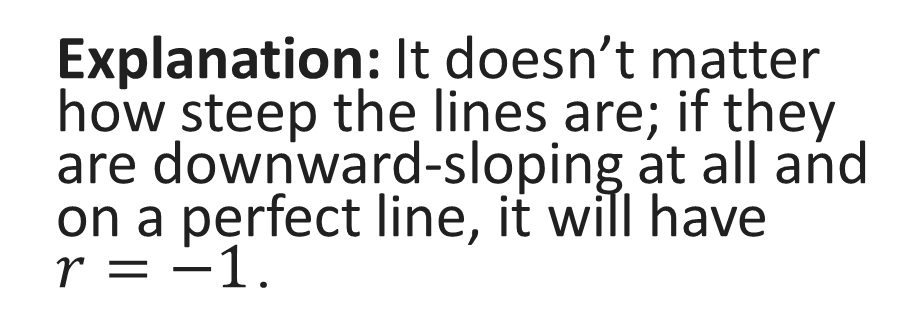 Explanation: It doesn’t matter
how steep the lines are; if they
are downward-sloping at all and
on a perfect line, it will have
r = −1.